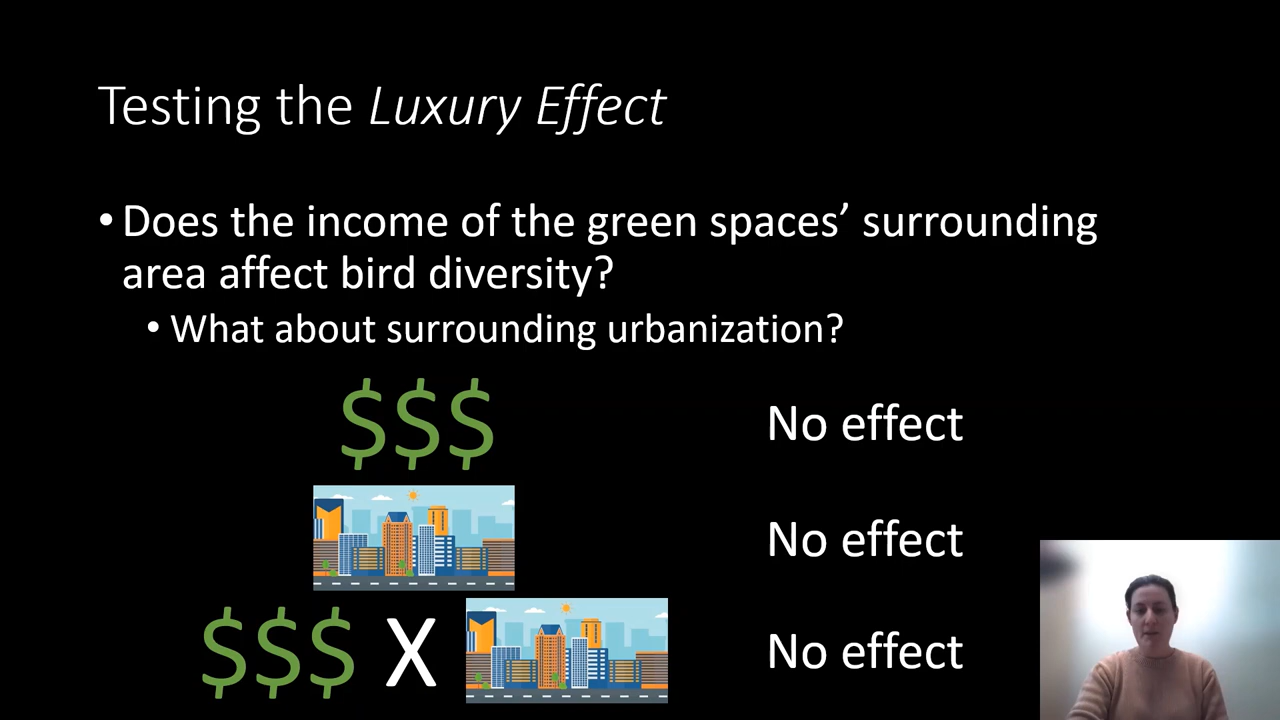 Testing the Luxury Effect
• Does the income of the green spaces’ surrounding
area affect bird diversity?
• What about surrounding urbanization?
$$$
No effect
No effect
$$$ X
No effect